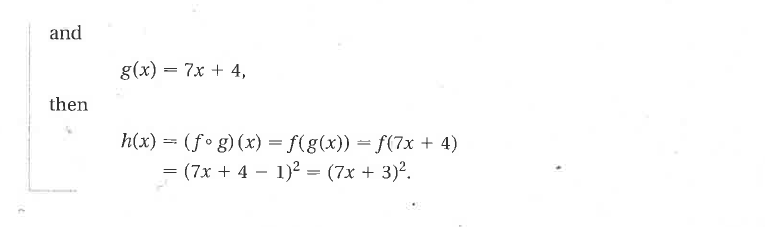 and
g(x) = 7x + 4,
then
h(x) = (f ∘ g)(x) = f(g(x)) = f(7x + 4)
= (7x + 4 − 1)² = (7x + 3)².